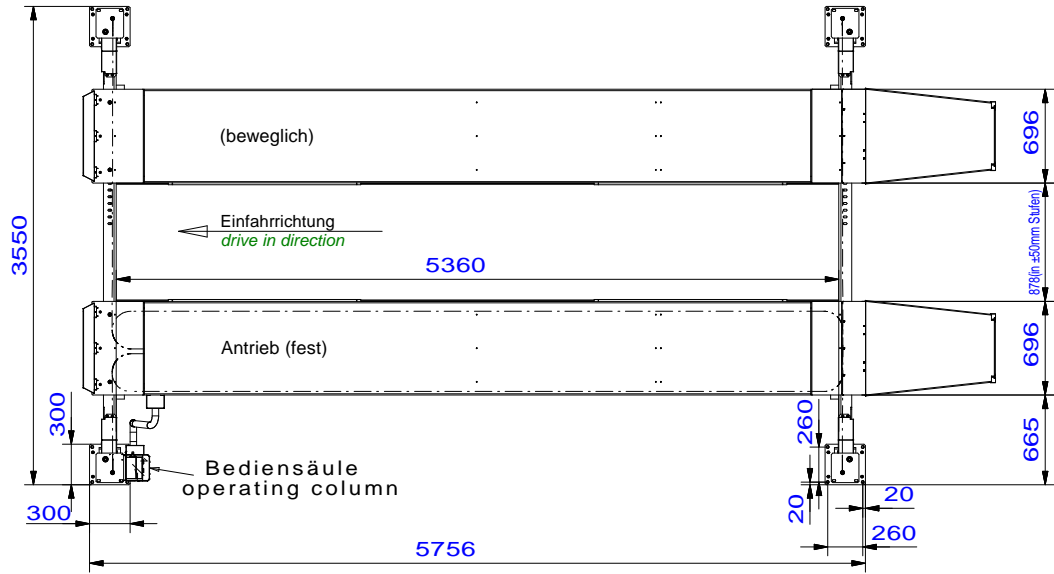 (beweglich)
696
3550
878(in ±50mm Stufen)
Einfahrrichtung
drive in direction
5360
Antrieb (fest)
696
300
260
665
Bediensäule
operating column
20
20
300
260
5756